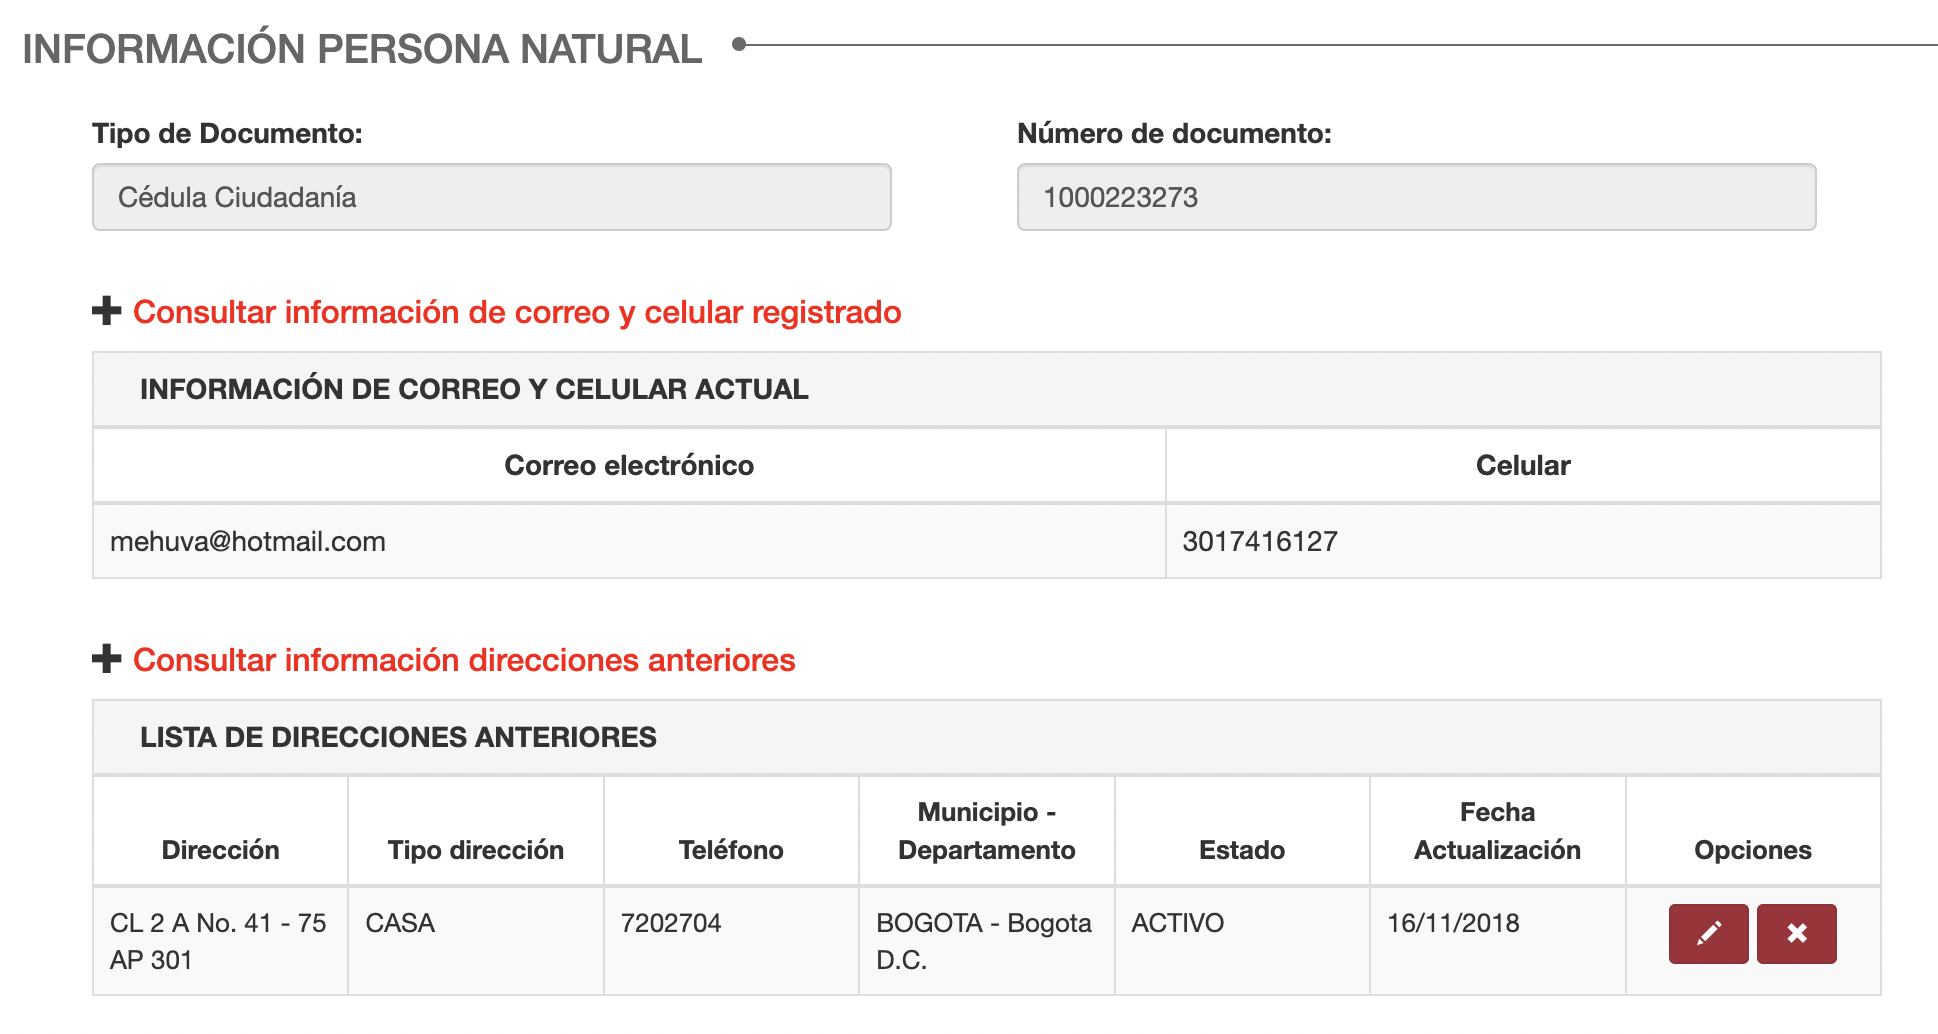 INFORMACIÓN PERSONA NATURAL
Tipo de Documento:
Número de documento:
Cédula Ciudadanía
1000223273
Consultar información de correo y celular registrado
INFORMACIÓN DE CORREO Y CELULAR ACTUAL
Correo electrónico
Celular
mehuva@hotmail.com
3017416127
Consultar información direcciones anteriores
LISTA DE DIRECCIONES ANTERIORES
Dirección
Tipo dirección
Teléfono
Municipio -
Departamento
Estado
Fecha
Actualización
Opciones
CL 2 A No. 41 - 75
AP 301
CASA
7202704
BOGOTA - Bogota
D.C.
ACTIVO
16/11/2018